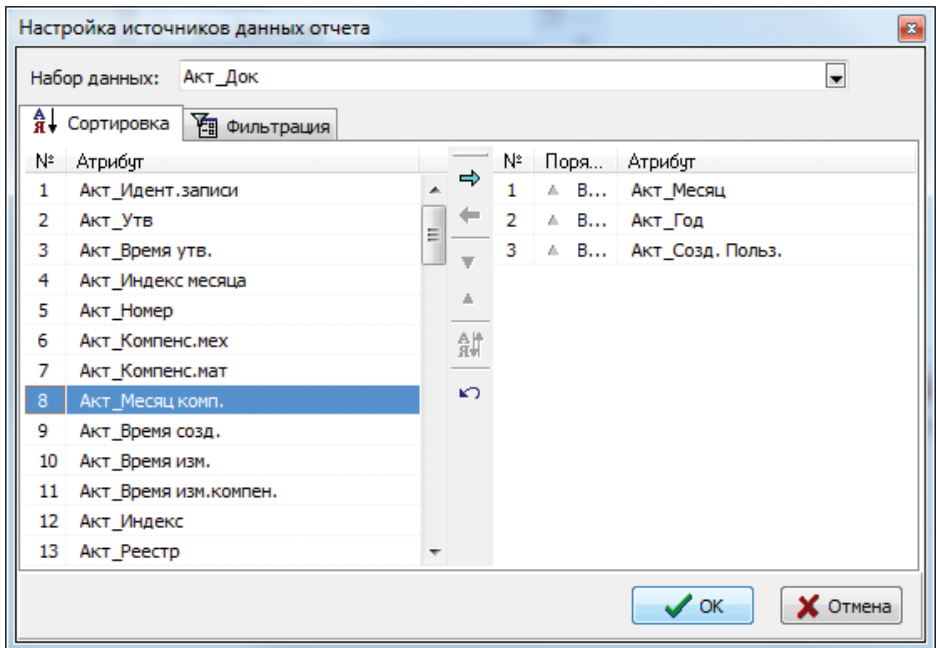 Настройка источников данных отчета
Набор данных: Акт_Док
Сортировка Фильтрация
№ Атрибут № Поря... Атрибут
1 Акт_Идент.записи 1 В... Акт_Месяц
2 Акт_Утв 2 В... Акт_Год
3 Акт_Время утв. 3 В... Акт_Созд. Польз.
4 Акт_Индекс месяца
5 Акт_Номер
6 Акт_Компенс.мех
7 Акт_Компенс.мат
8 Акт_Месяц комп.
9 Акт_Время созд.
10 Акт_Время изм.
11 Акт_Время изм.компен.
12 Акт_Индекс
13 Акт_Реестр
ОК Отмена